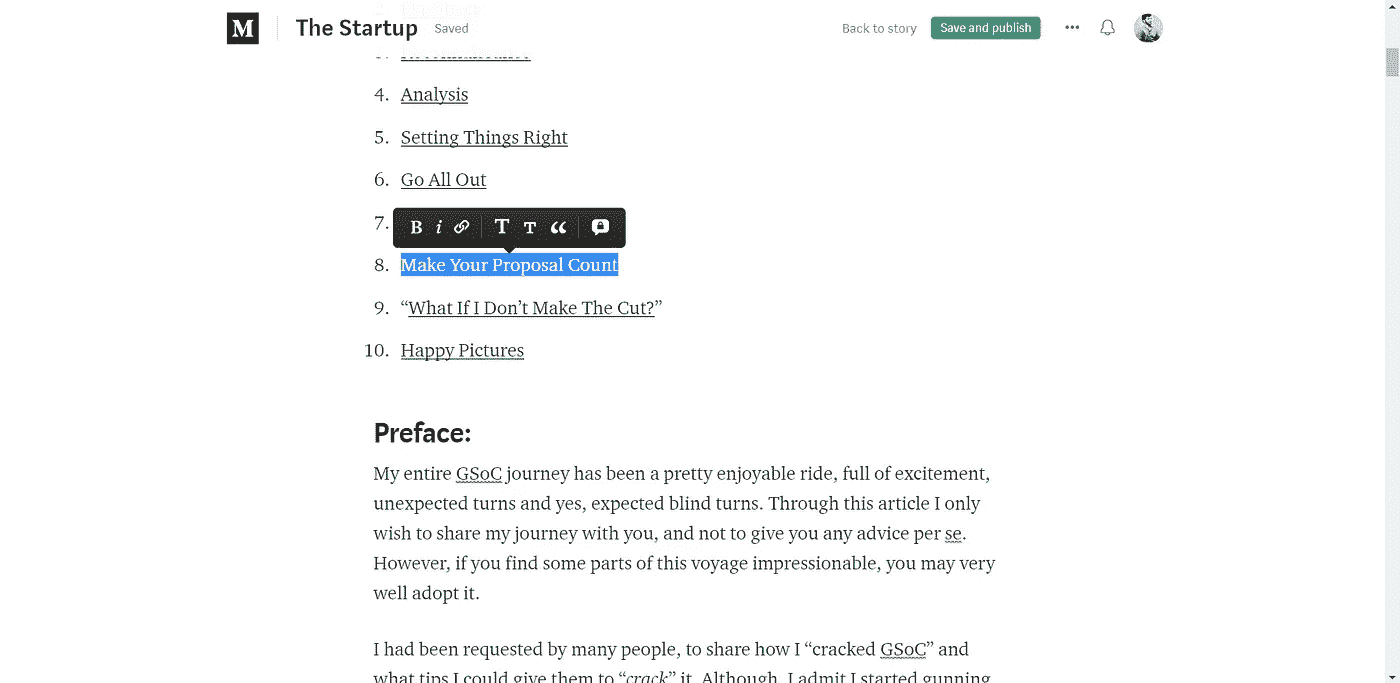 M The Startup Saved Back to story Save and publish
4. Analysis
5. Setting Things Right
6. Go All Out
7.
B i T T “
8. Make Your Proposal Count
9. “What If I Don’t Make The Cut?”
10. Happy Pictures
Preface:
My entire GSoC journey has been a pretty enjoyable ride, full of excitement,
unexpected turns and yes, expected blind turns. Through this article I only
wish to share my journey with you, and not to give you any advice per se.
However, if you find some parts of this voyage impressionable, you may very
well adopt it.
I had been requested by many people, to share how I “cracked GSoC” and
what tips I could give them to “crack” it. Although, I admit I started gunning